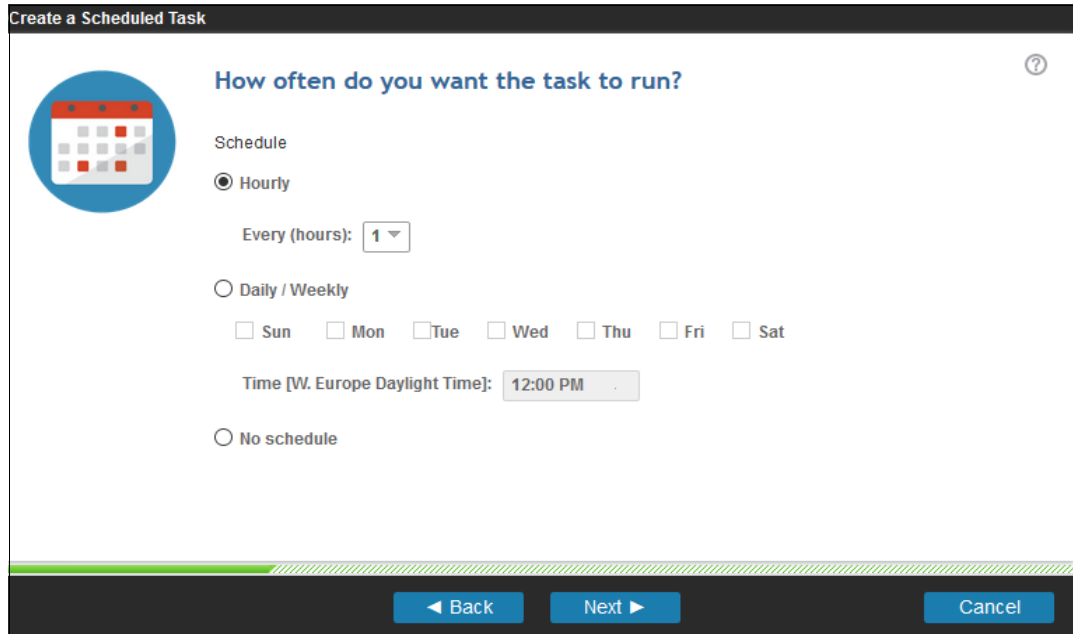 Create a Scheduled Task
How often do you want the task to run?
Schedule
Hourly
Every (hours): 1
Daily / Weekly
Sun Mon Tue Wed Thu Fri Sat
Time [W. Europe Daylight Time]: 12:00 PM
No schedule
◄ Back Next ► Cancel